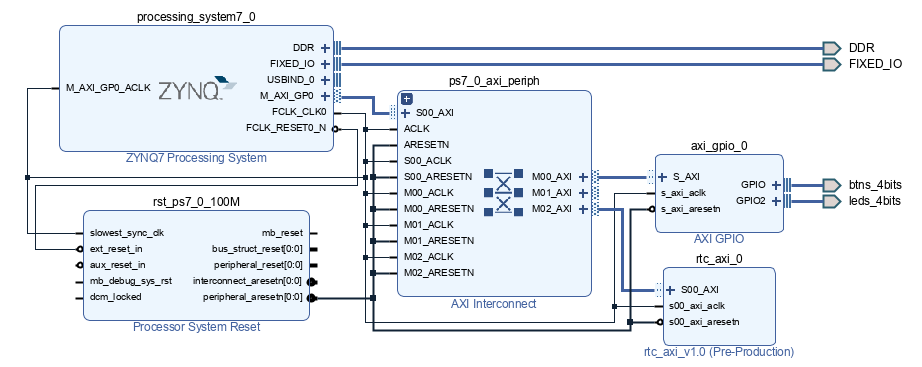 processing_system7_0
DDR
FIXED_IO
USBIND_0
M_AXI_GP0
FCLK_CLK0
FCLK_RESET0_N
M_AXI_GP0_ACLK
ZYNQ
ZYNQ7 Processing System
DDR
FIXED_IO
ps7_0_axi_periph
S00_AXI
ACLK
ARESETN
S00_ACLK
S00_ARESETN
M00_ACLK
M00_ARESETN
M01_ACLK
M01_ARESETN
M02_ACLK
M02_ARESETN
M00_AXI
M01_AXI
M02_AXI
AXI Interconnect
rst_ps7_0_100M
slowest_sync_clk
ext_reset_in
aux_reset_in
mb_debug_sys_rst
dcm_locked
mb_reset
bus_struct_reset[0:0]
peripheral_reset[0:0]
interconnect_aresetn[0:0]
peripheral_aresetn[0:0]
Processor System Reset
axi_gpio_0
S_AXI
s_axi_aclk
s_axi_aresetn
GPIO
GPIO2
AXI GPIO
btns_4bits
leds_4bits
rtc_axi_0
S00_AXI
s00_axi_aclk
s00_axi_aresetn
rtc_axi_v1.0 (Pre-Production)